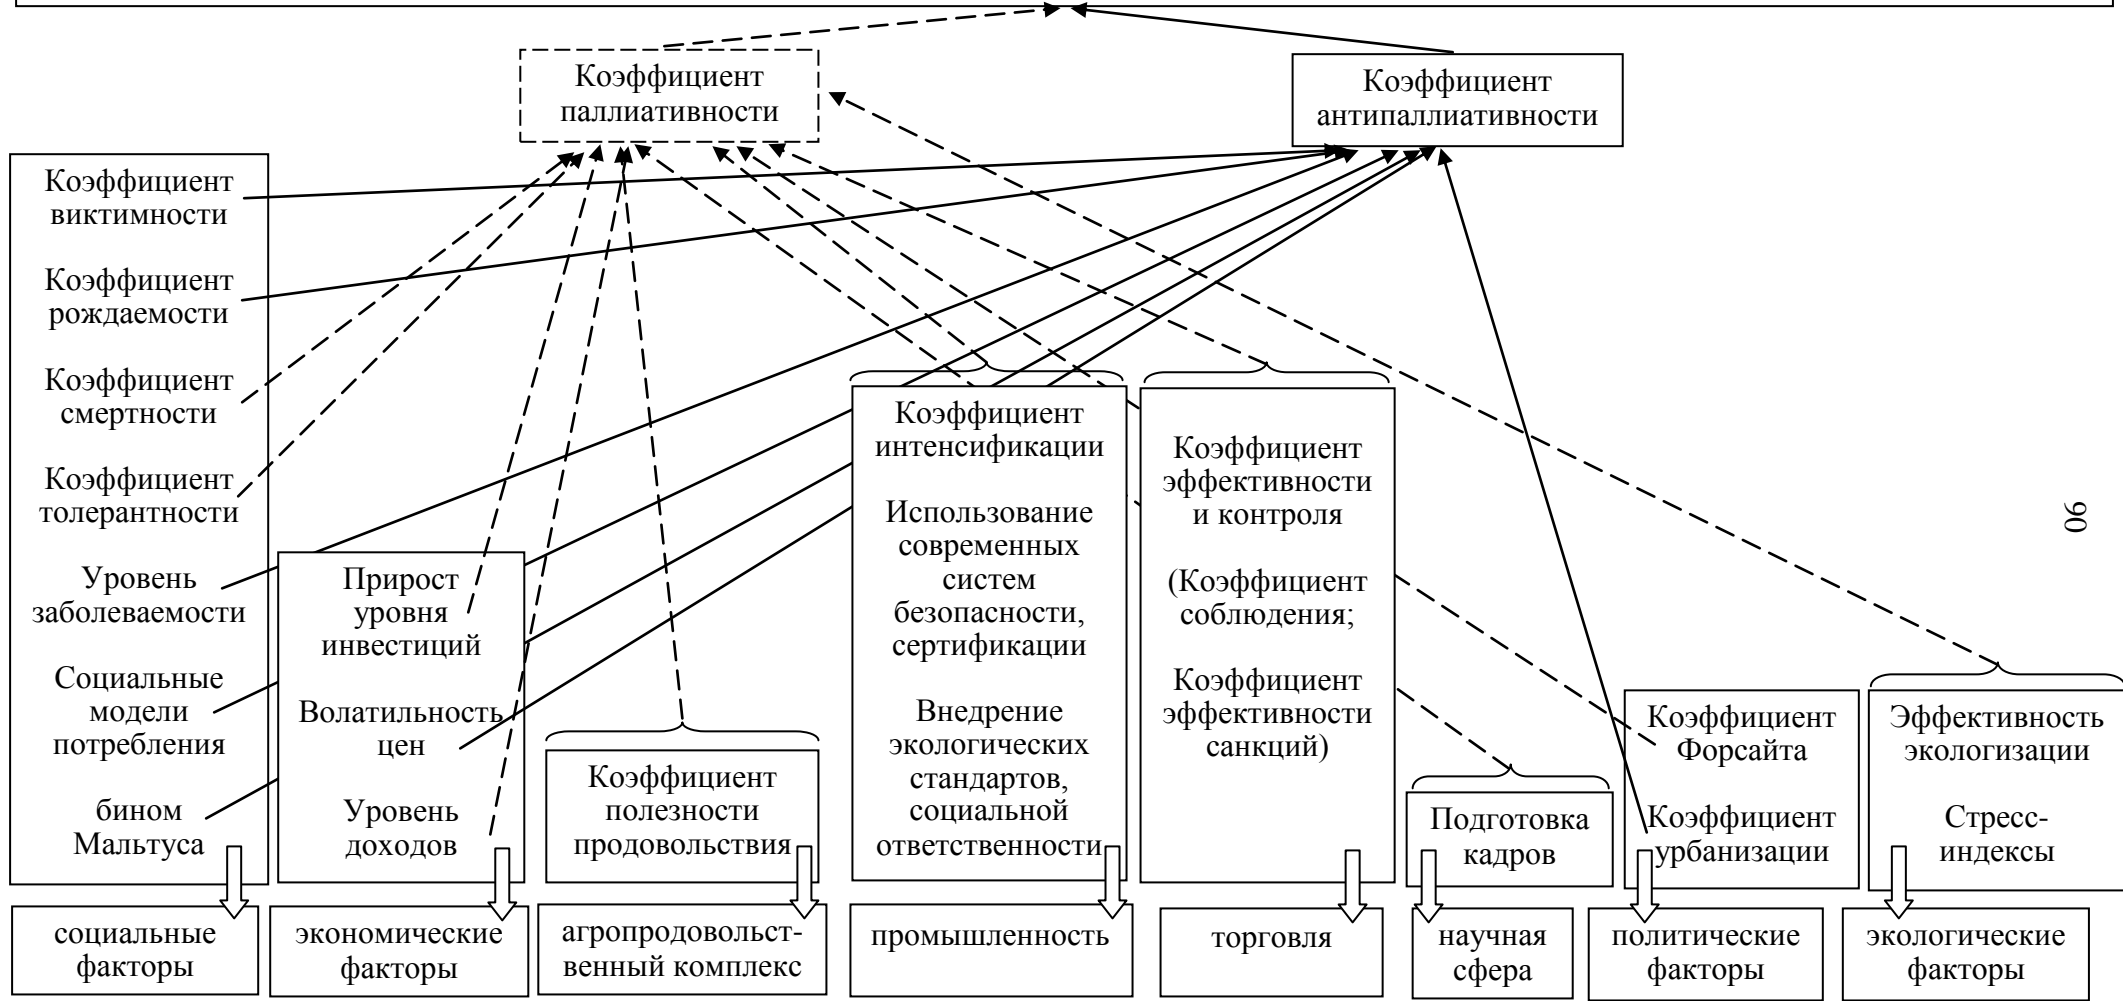 Коэффициент
паллиативности
Коэффициент
антипаллиативности
Коэффициент
виктимности
Коэффициент
рождаемости
Коэффициент
смертности
Коэффициент
толерантности
Уровень
заболеваемости
Социальные
модели
потребления
бином
Мальтуса
Прирост
уровня
инвестиций
Волатильность
цен
Уровень
доходов
Коэффициент
полезности
продовольствия
Коэффициент
интенсификации
Использование
современных
систем
безопасности,
сертификации
Внедрение
экологических
стандартов,
социальной
ответственности
Коэффициент
эффективности
и контроля
(Коэффициент
соблюдения;
Коэффициент
эффективности
санкций)
Подготовка
кадров
Коэффициент
Форсайта
Коэффициент
урбанизации
Эффективность
экологизации
Стресс-
индексы
90
социальные
факторы
экономические
факторы
агропродовольст-
венный комплекс
промышленность
торговля
научная
сфера
политические
факторы
экологические
факторы